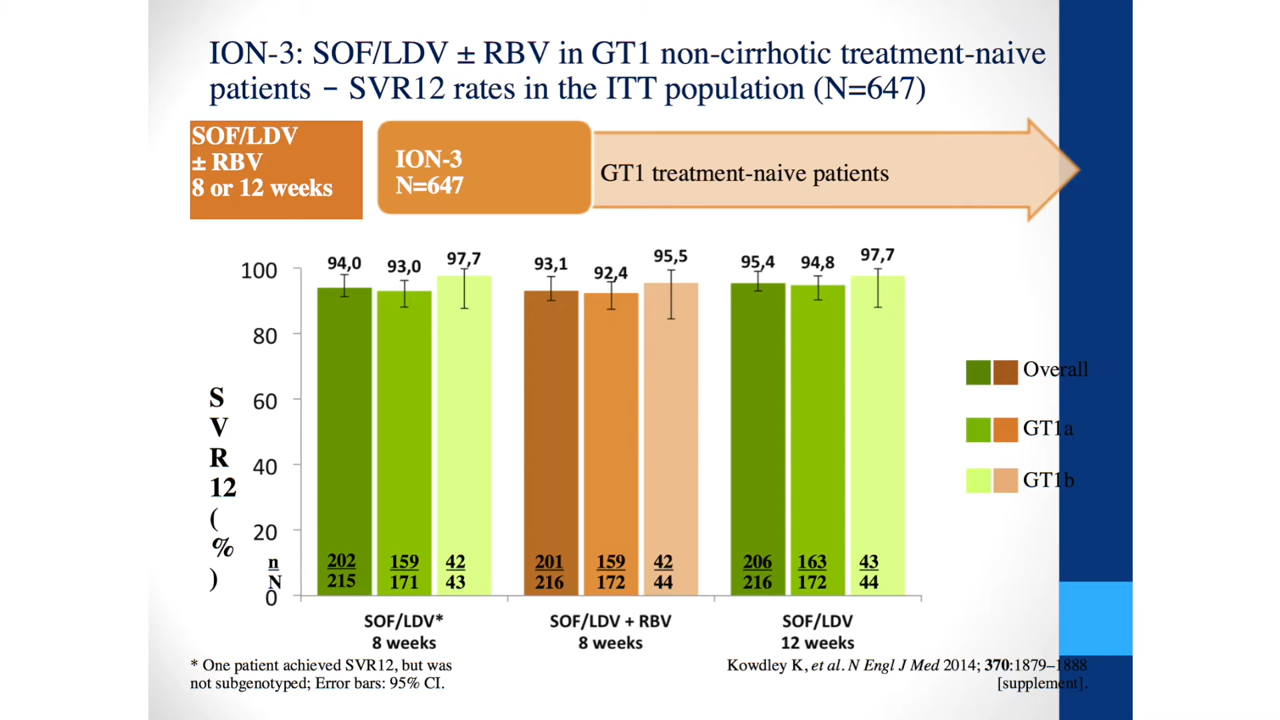 ION-3: SOF/LDV ± RBV in GT1 non-cirrhotic treatment-naive
patients – SVR12 rates in the ITT population (N=647)
SOF/LDV
± RBV
8 or 12 weeks
ION-3
N=647
GT1 treatment-naive patients
S
V
R
12
(
%
)
100
80
60
40
20
0
94,0 93,0 97,7 93,1 92,4 95,5 95,4 94,8 97,7
n 202 159 42 201 159 42 206 163 43
N 215 171 43 216 172 44 216 172 44
SOF/LDV*
8 weeks
SOF/LDV + RBV
8 weeks
SOF/LDV
12 weeks
Overall
GT1a
GT1b
* One patient achieved SVR12, but was
not subgenotyped; Error bars: 95% CI.
Kowdley K, et al. N Engl J Med 2014; 370:1879–1888
[supplement].